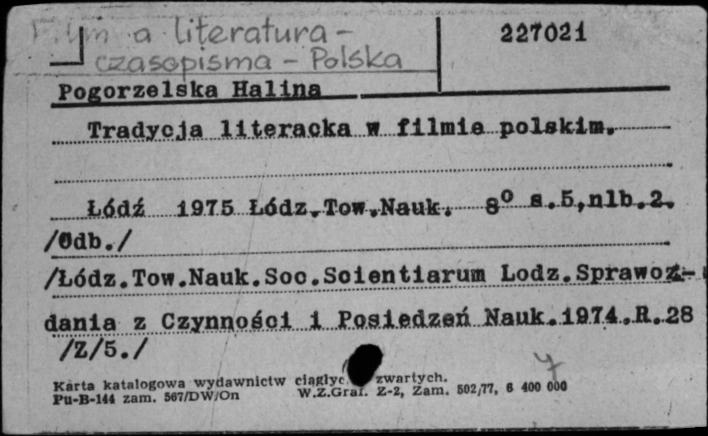 Film a literatura -
czasopisma - Polska
227021
Pogorzelska Halina
Tradycja literacka w filmie polskim.
Łódź 1975 Łódz.Tow.Nauk. 8° s.5,nlb.2.
/Odb./
/Łódz.Tow.Nauk.Soc.Scientiarum Lodz.Sprawoz-
dania z Czynności i Posiedzeń Nauk.1974.R.28
/Z/5./
Karta katalogowa wydawnictw zwartych.
Pu-B-144 zam. 567/DW/On W.Z.Graf. Z-2, Zam. 502/77, 6 400 000